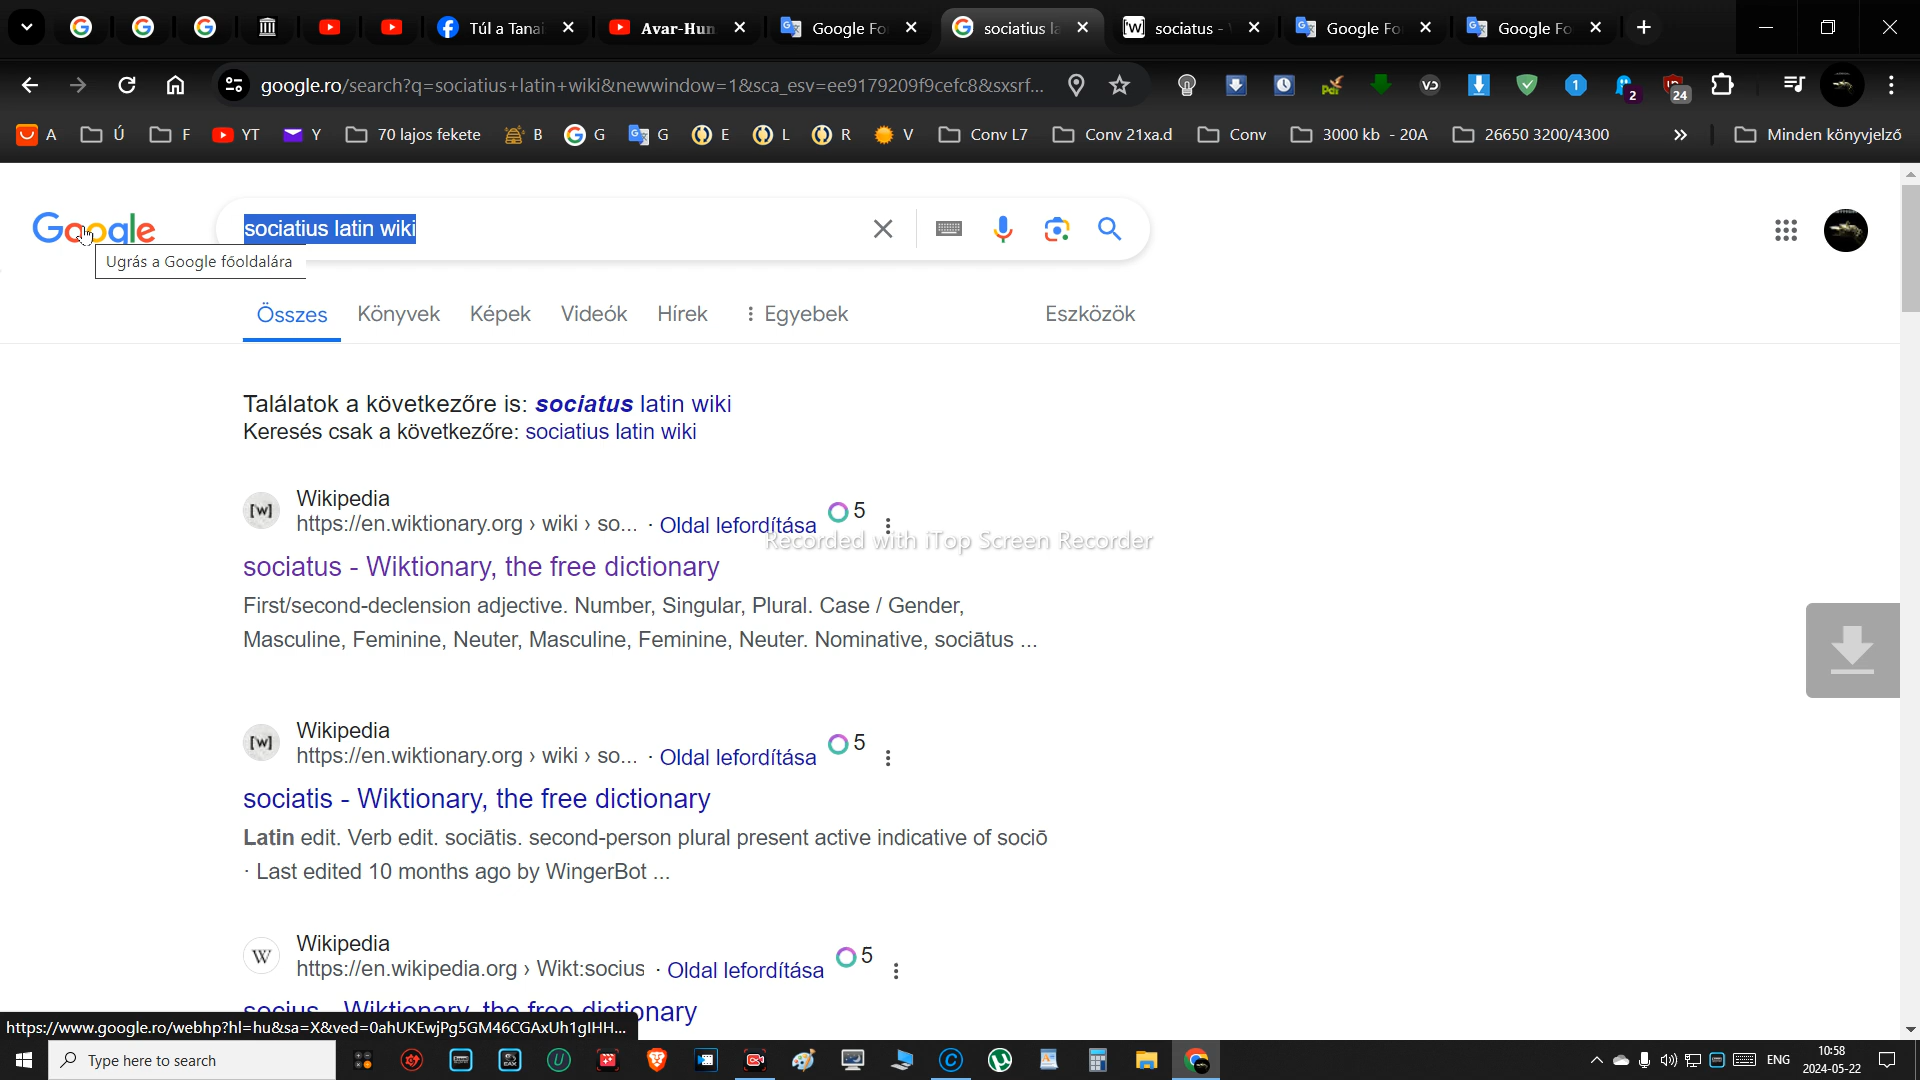 Túl a Tanai
Avar-Hun
Google Fo
sociatius la
sociatus -
Google Fo
Google Fo
google.ro/search?q=sociatius+latin+wiki&newwindow=1&sca_esv=ee9179209f9cefc8&sxsrf...
2
24
A
Ú
F
YT
Y
70 lajos fekete
B
G
G
E
L
R
V
Conv L7
Conv 21xa.d
Conv
3000 kb - 20A
26650 3200/4300
»
Minden könyvjelző
Google
sociatius latin wiki
Ugrás a Google főoldalára
Összes
Könyvek
Képek
Videók
Hírek
Egyebek
Eszközök
Találatok a következőre is: sociatus latin wiki
Keresés csak a következőre: sociatius latin wiki
Wikipedia
https://en.wiktionary.org › wiki › so... · Oldal lefordítása
5
Recorded with iTop Screen Recorder
sociatus - Wiktionary, the free dictionary
First/second-declension adjective. Number, Singular, Plural. Case / Gender,
Masculine, Feminine, Neuter, Masculine, Feminine, Neuter. Nominative, sociātus ...
Wikipedia
https://en.wiktionary.org › wiki › so... · Oldal lefordítása
5
sociatis - Wiktionary, the free dictionary
Latin edit. Verb edit. sociātis. second-person plural present active indicative of sociō
· Last edited 10 months ago by WingerBot ...
Wikipedia
https://en.wikipedia.org › Wikt:socius · Oldal lefordítása
5
socius - Wiktionary, the free dictionary
https://www.google.ro/webhp?hl=hu&sa=X&ved=0ahUKEwjPg5GM46CGAxUh1gIHH...
Type here to search
ENG
10:58
2024-05-22